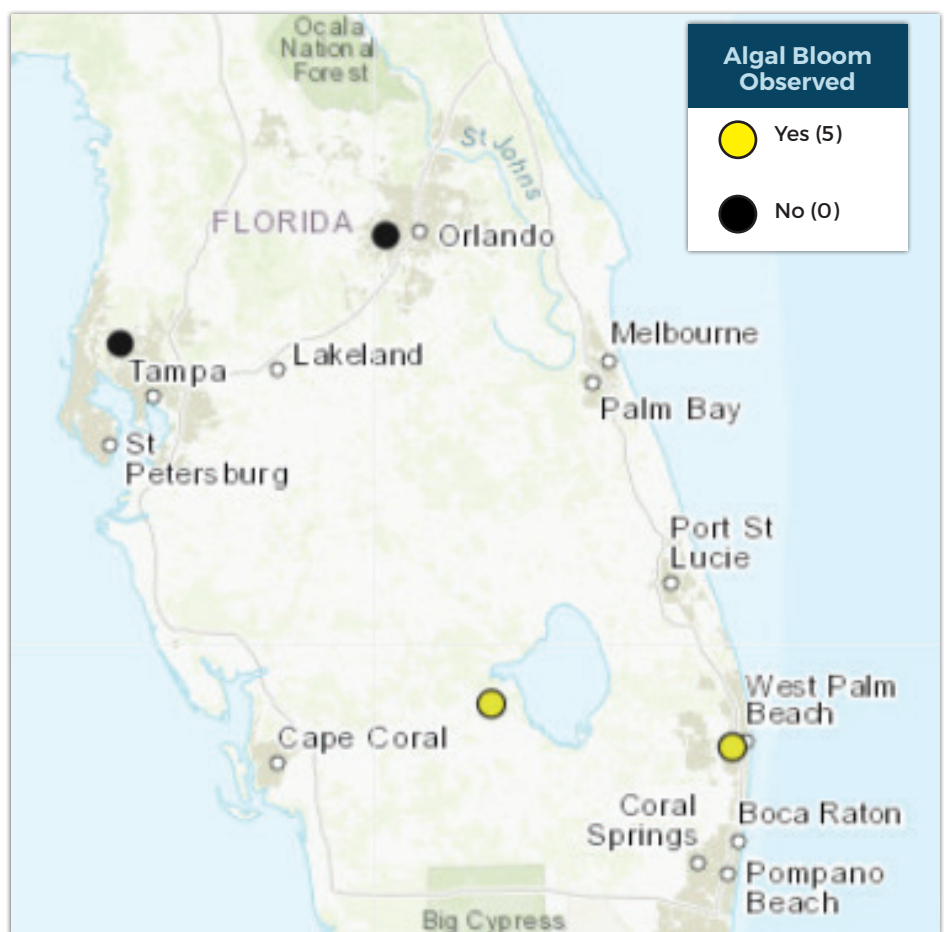 Ocala
National
Forest
Algal Bloom
Observed
Yes (5)
No (0)
St Johns
FLORIDA
Orlando
Melbourne
Lakeland
Tampa
Palm Bay
St
Petersburg
Port St
Lucie
West Palm
Beach
Cape Coral
Coral
Springs
Boca Raton
Pompano
Beach
Big Cypress